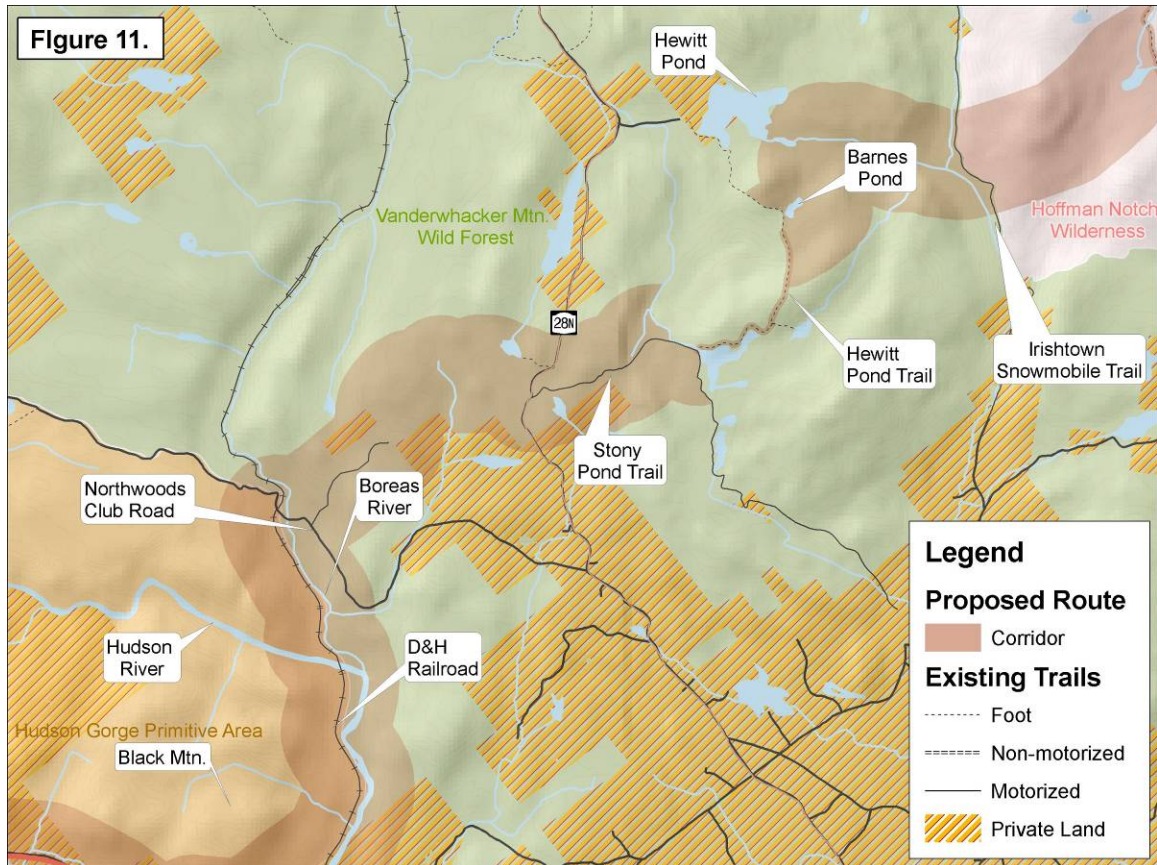 FIgure 11.
Hewitt
Pond
Barnes
Pond
Vanderwhacker Mtn.
Wild Forest
Hoffman Notch
Wilderness
28N
Hewitt
Pond Trail
Irishtown
Snowmobile Trail
Stony
Pond Trail
Northwoods
Club Road
Boreas
River
Hudson
River
D&H
Railroad
Hudson Gorge Primitive Area
Black Mtn.
Legend
Proposed Route
Corridor
Existing Trails
Foot
Non-motorized
Motorized
Private Land